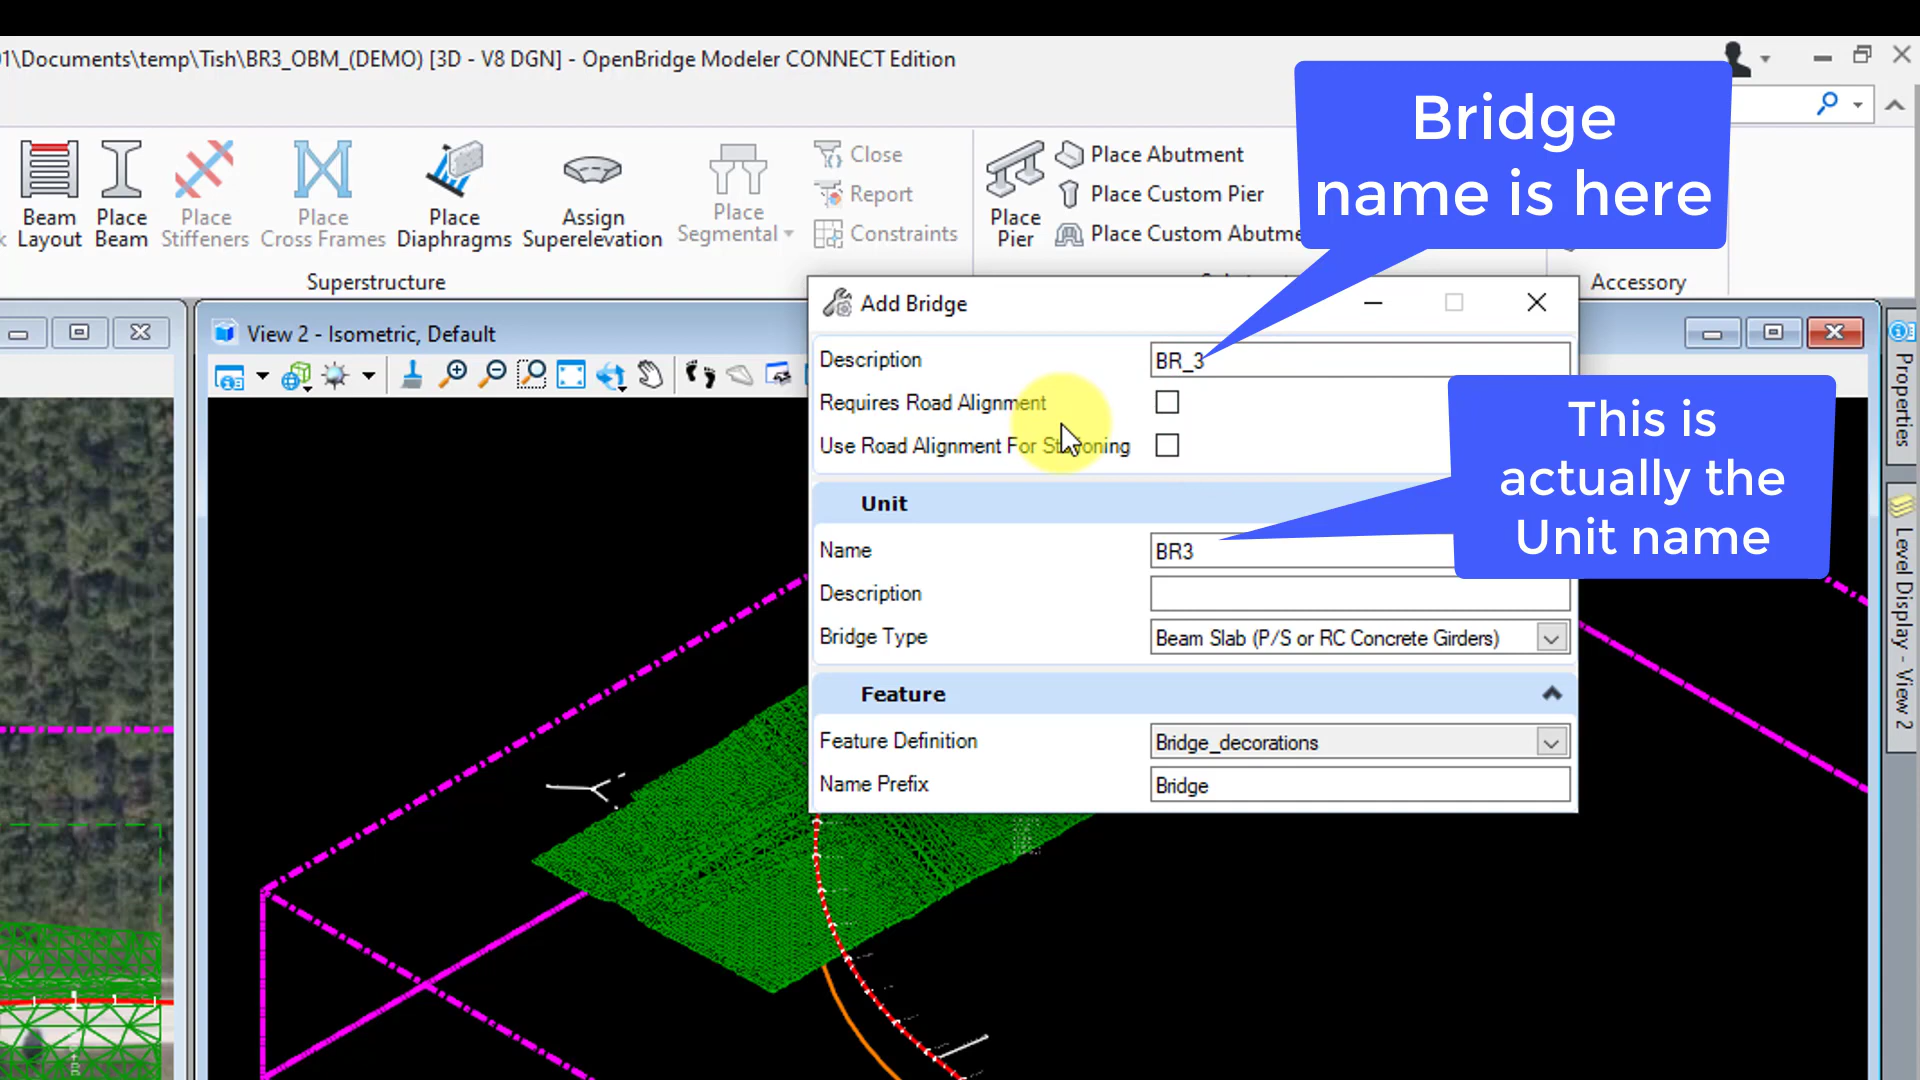 1\Documents\temp\Tish\BR3_OBM_(DEMO) [3D - V8 DGN] - OpenBridge Modeler CONNECT Edition
Bridge
name is here
Beam
Layout
Place
Beam
Place
Stiffeners
Place
Cross Frames
Place
Diaphragms
Assign
Superelevation
Place
Segmental
Close
Report
Constraints
Superstructure
Place
Pier
Place Abutment
Place Custom Pier
Place Custom Abutme
Accessory
View 2 - Isometric, Default
Add Bridge
Description BR_3
Requires Road Alignment
Use Road Alignment For St oning
This is
actually the
Unit name
Unit
Name BR3
Description
Bridge Type Beam Slab (P/S or RC Concrete Girders)
Feature
Feature Definition Bridge_decorations
Name Prefix Bridge
Properties
Level Display - View 2